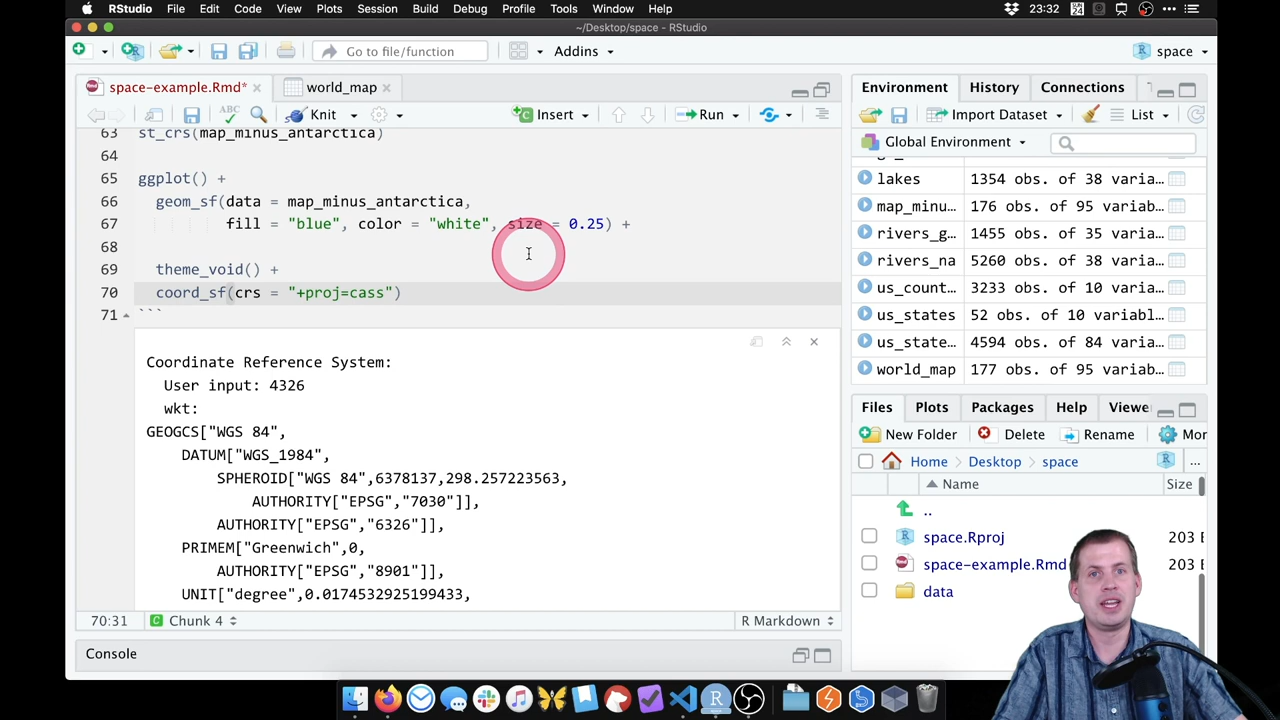 RStudio File Edit Code View Plots Session Build Debug Profile Tools Window Help 23:32
~/Desktop/space - RStudio
Go to file/function Addins space
space-example.Rmd* world_map
ABC Knit Insert Run
63 st_crs(map_minus_antarctica)
64
65 ggplot() +
66 geom_sf(data = map_minus_antarctica,
67 fill = "blue", color = "white", size = 0.25) +
68
69 theme_void() +
70 coord_sf(crs = "+proj=cass")
71 ```
Coordinate Reference System:
User input: 4326
wkt:
GEOGCS["WGS 84",
DATUM["WGS_1984",
SPHEROID["WGS 84",6378137,298.257223563,
AUTHORITY["EPSG","7030"]],
AUTHORITY["EPSG","6326"]],
PRIMEM["Greenwich",0,
AUTHORITY["EPSG","8901"]],
UNIT["degree",0.0174532925199433,
70:31 Chunk 4 R Markdown
Console
Environment History Connections
Import Dataset List
Global Environment
lakes 1354 obs. of 38 varia…
map_minu… 176 obs. of 95 variab…
rivers_g… 1455 obs. of 35 varia…
rivers_na 5260 obs. of 38 varia…
us_count… 3233 obs. of 10 varia…
us_states 52 obs. of 10 variabl…
us_state… 4594 obs. of 84 varia…
world_map 177 obs. of 95 variab…
Files Plots Packages Help Viewe
New Folder Delete Rename Mor
Home Desktop space ...
Name Size
..
space.Rproj 203
space-example.Rmd 203
data